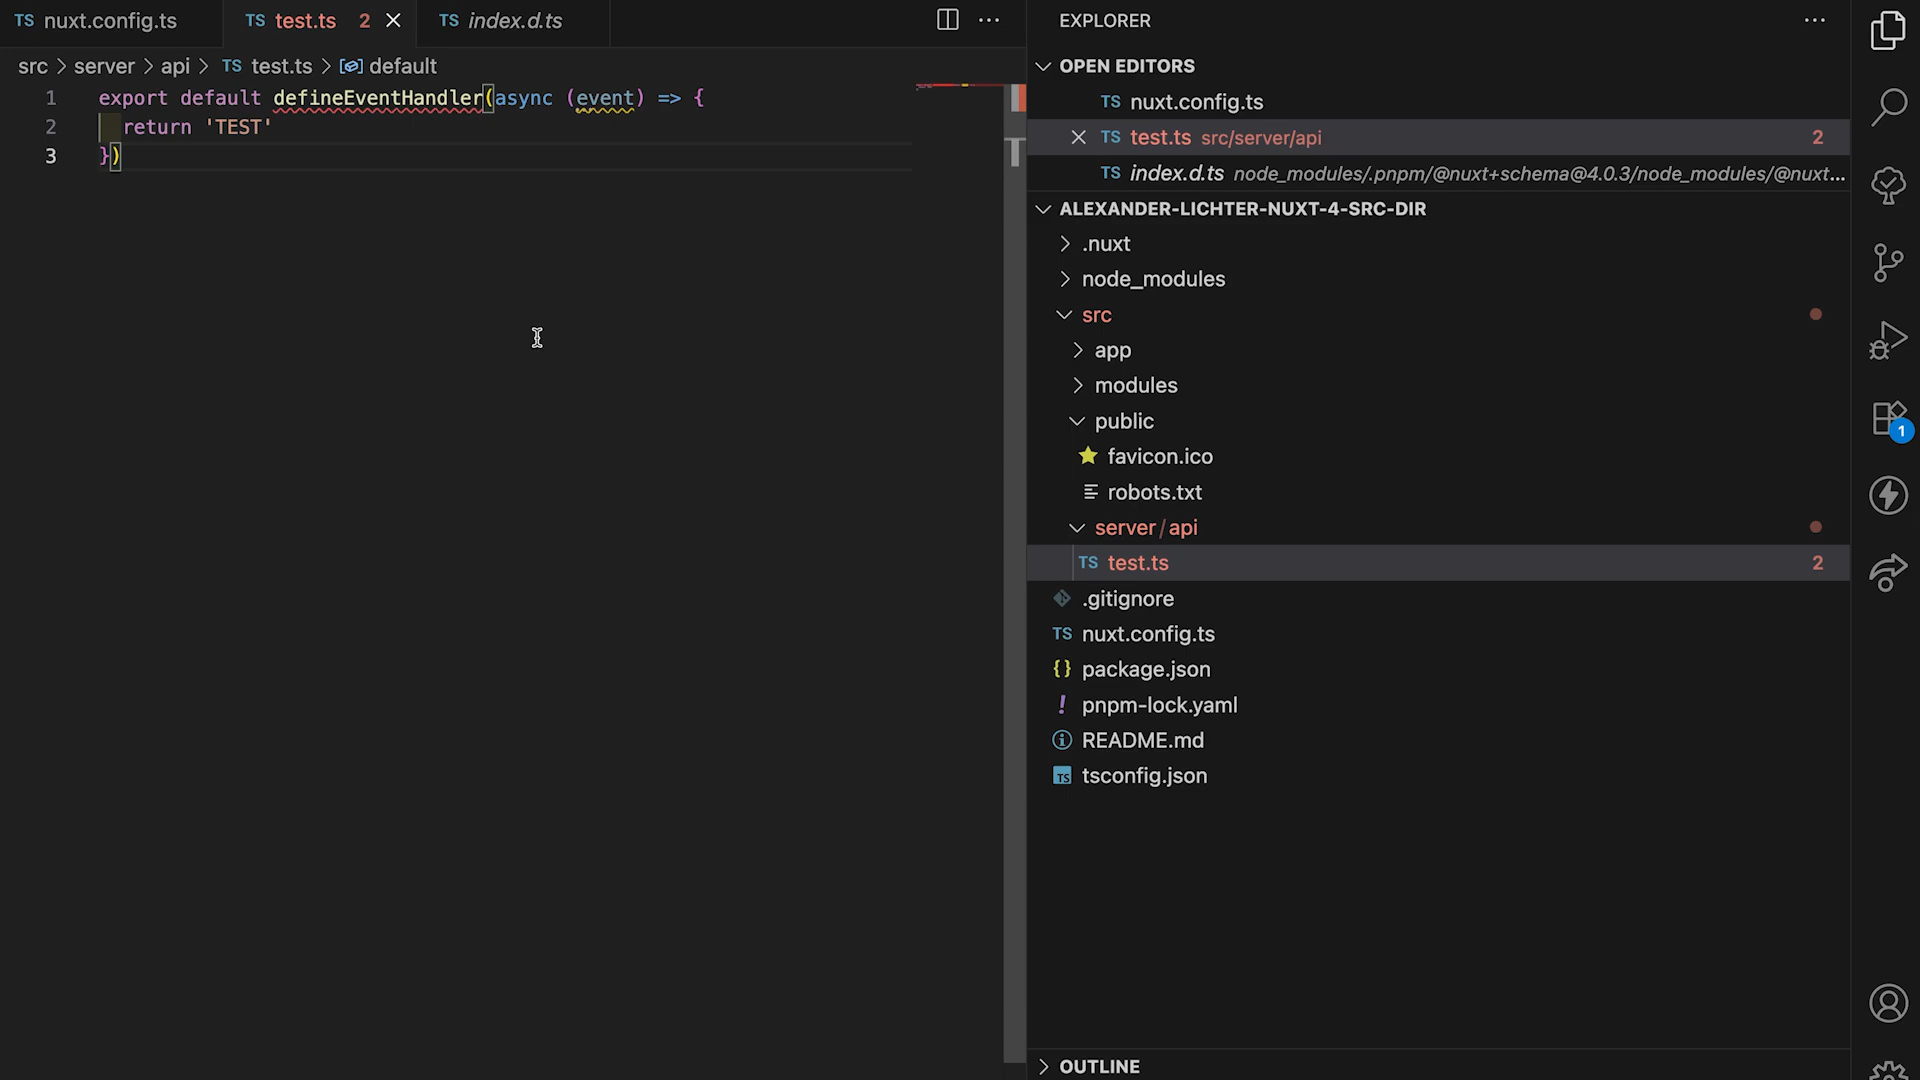 TS nuxt.config.ts
TS test.ts 2
TS index.d.ts
src > server > api > TS test.ts > default
1 export default defineEventHandler(async (event) => {
2 return 'TEST'
3 })
EXPLORER
OPEN EDITORS
TS nuxt.config.ts
TS test.ts src/server/api 2
TS index.d.ts node_modules/.pnpm/@nuxt+schema@4.0.3/node_modules/@nuxt...
ALEXANDER-LICHTER-NUXT-4-SRC-DIR
.nuxt
node_modules
src
app
modules
public
favicon.ico
robots.txt
server / api
TS test.ts 2
.gitignore
TS nuxt.config.ts
{} package.json
! pnpm-lock.yaml
README.md
TS tsconfig.json
OUTLINE
1